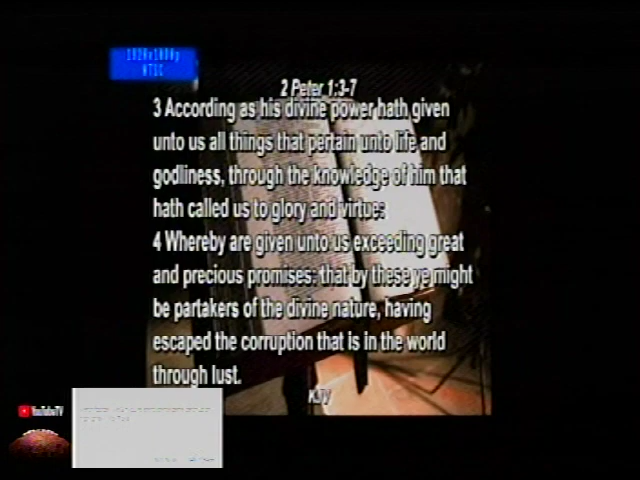 1920x1080p
NTSC
2 Peter 1:3-7
3 According as his divine power hath given
unto us all things that pertain unto life and
godliness, through the knowledge of him that
hath called us to glory and virtue:
4 Whereby are given unto us exceeding great
and precious promises: that by these ye might
be partakers of the divine nature, having
escaped the corruption that is in the world
through lust.
KJV
YouTubeTV